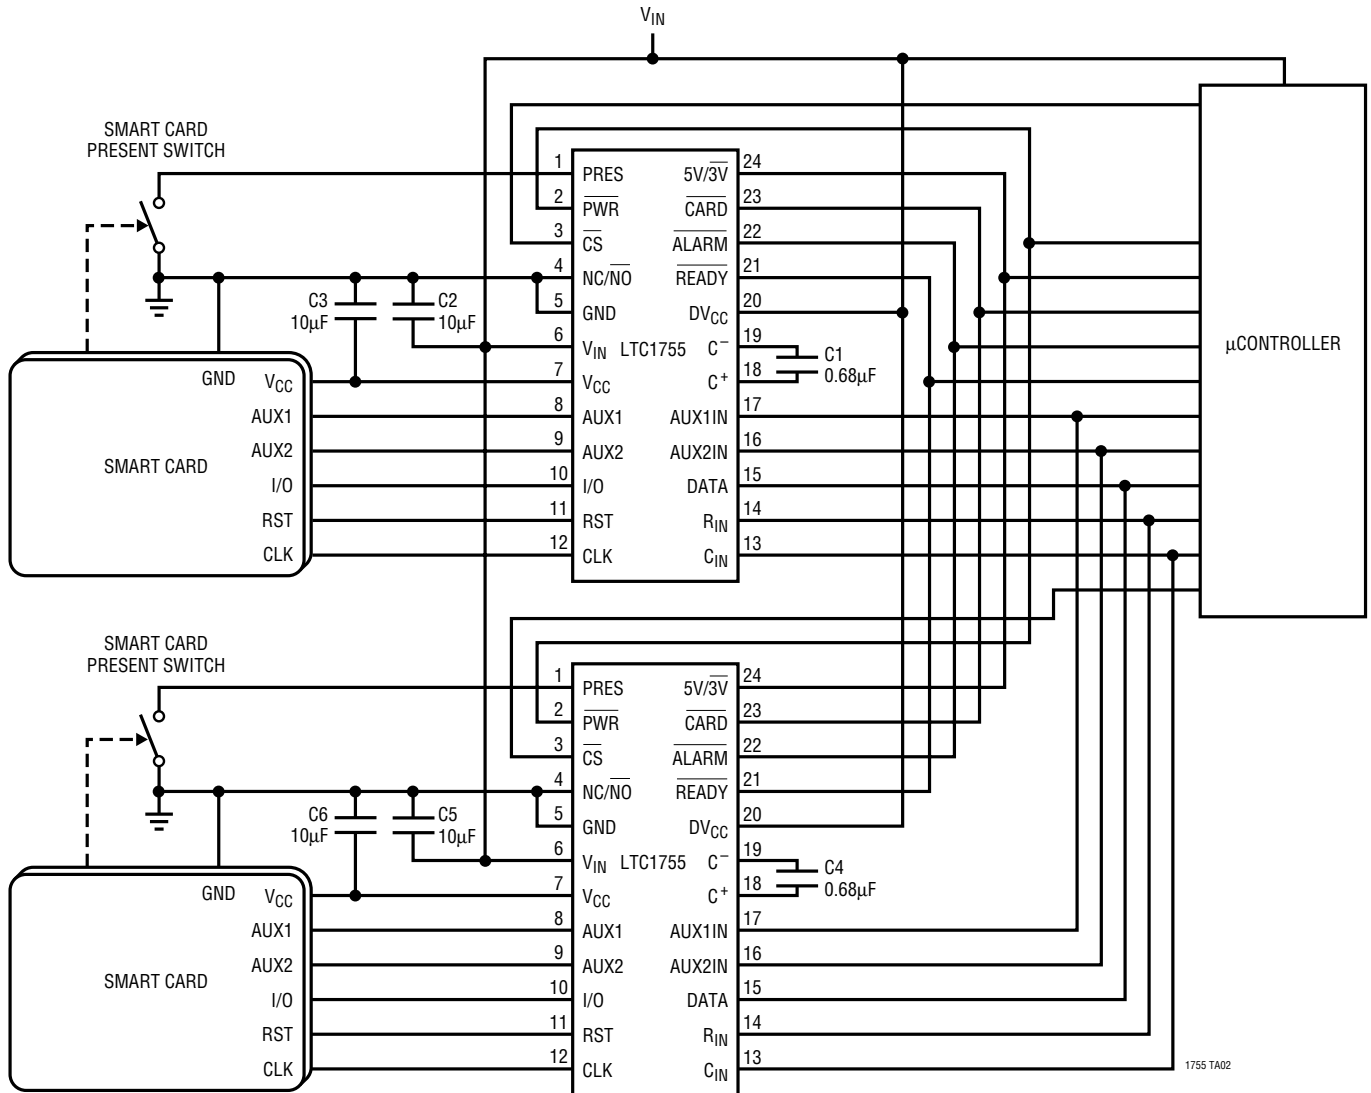 VIN
SMART CARD
PRESENT SWITCH
1 PRES 5V/3V 24
2 PWR CARD 23
3 CS ALARM 22
4 NC/NO READY 21
5 GND DVCC 20
6 VIN LTC1755 C– 19
7 VCC C+ 18
8 AUX1 AUX1IN 17
9 AUX2 AUX2IN 16
10 I/O DATA 15
11 RST RIN 14
12 CLK CIN 13
C3
10µF
C2
10µF
C1
0.68µF
µCONTROLLER
GND VCC
AUX1
AUX2
SMART CARD
I/O
RST
CLK
SMART CARD
PRESENT SWITCH
1 PRES 5V/3V 24
2 PWR CARD 23
3 CS ALARM 22
4 NC/NO READY 21
5 GND DVCC 20
6 VIN LTC1755 C– 19
7 VCC C+ 18
8 AUX1 AUX1IN 17
9 AUX2 AUX2IN 16
10 I/O DATA 15
11 RST RIN 14
12 CLK CIN 13
C6
10µF
C5
10µF
C4
0.68µF
GND VCC
AUX1
AUX2
SMART CARD
I/O
RST
CLK
1755 TA02